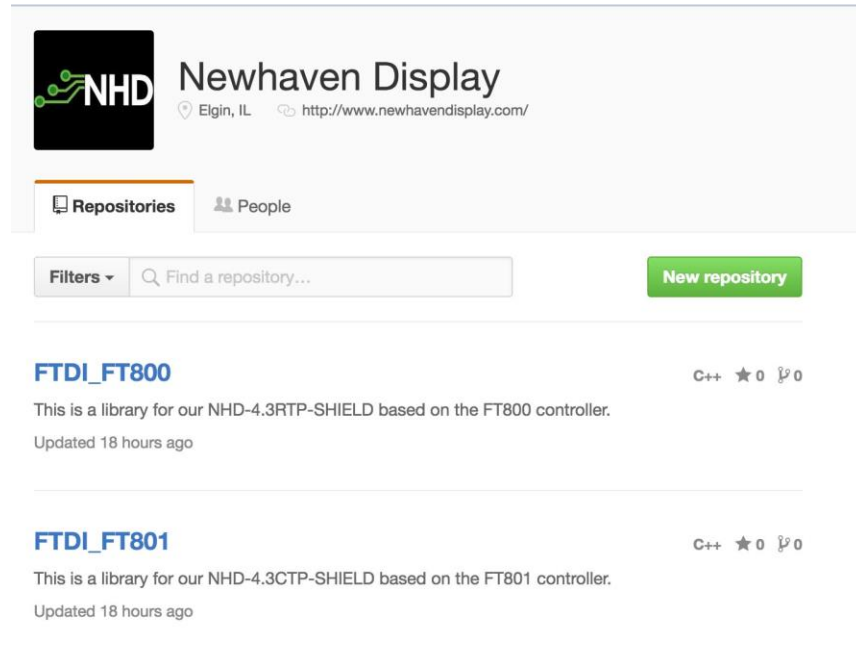 NHD
Newhaven Display
Elgin, IL http://www.newhavendisplay.com/
Repositories People
Filters Find a repository... New repository
FTDI_FT800 C++ 0 0
This is a library for our NHD-4.3RTP-SHIELD based on the FT800 controller.
Updated 18 hours ago
FTDI_FT801 C++ 0 0
This is a library for our NHD-4.3CTP-SHIELD based on the FT801 controller.
Updated 18 hours ago